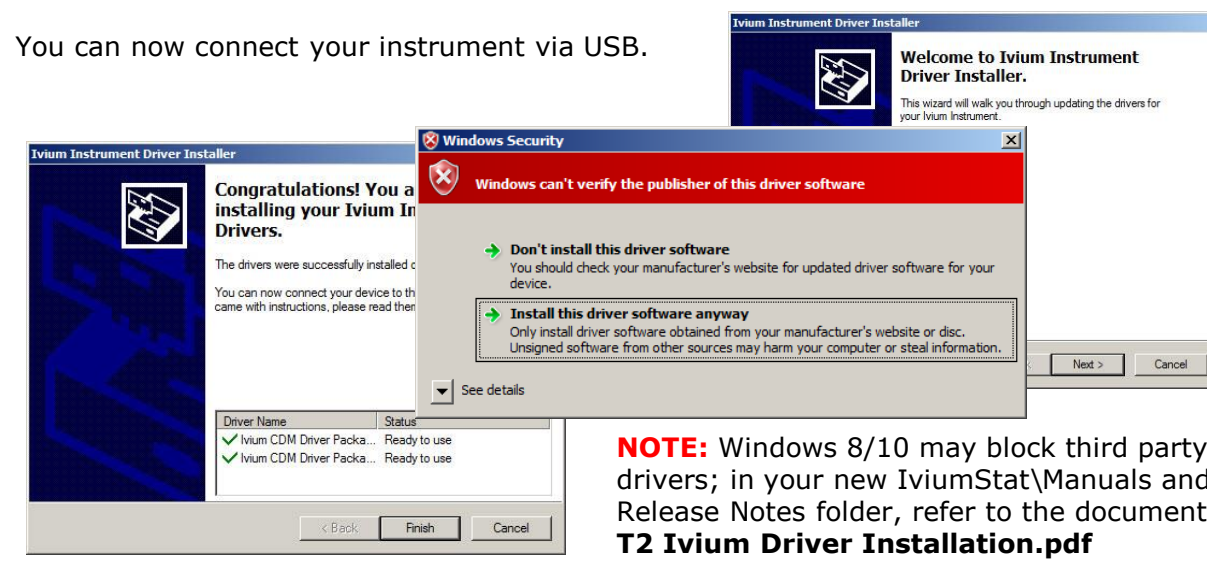 You can now connect your instrument via USB.
Ivium Instrument Driver Installer
Welcome to Ivium Instrument
Driver Installer.
This wizard will walk you through updating the drivers for
your Ivium Instrument.
Next >
Cancel
Windows Security
Windows can't verify the publisher of this driver software
Don't install this driver software
You should check your manufacturer's website for updated driver software for your
device.
Install this driver software anyway
Only install driver software obtained from your manufacturer's website or disc.
Unsigned software from other sources may harm your computer or steal information.
See details
Ivium Instrument Driver Installer
Congratulations! You a
installing your Ivium In
Drivers.
The drivers were successfully installed
You can now connect your device to th
came with instructions, please read
Driver Name Status
Ivium CDM Driver Packa... Ready to use
Ivium CDM Driver Packa... Ready to use
< Back Finish Cancel
NOTE: Windows 8/10 may block third party
drivers; in your new IviumStat\Manuals and
Release Notes folder, refer to the document
T2 Ivium Driver Installation.pdf